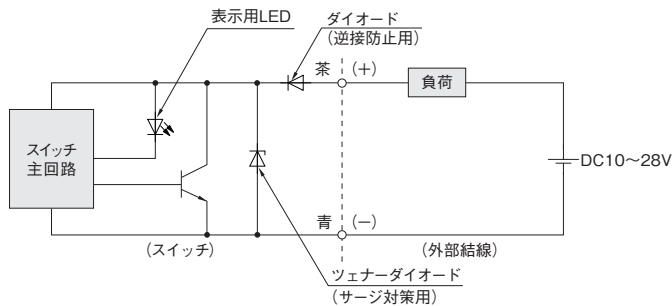 表示用LED
ダイオード
(逆接防止用)
茶 (+)
負荷
スイッチ
主回路
DC10〜28V
青 (−)
(スイッチ)
(外部結線)
ツェナーダイオード
(サージ対策用)